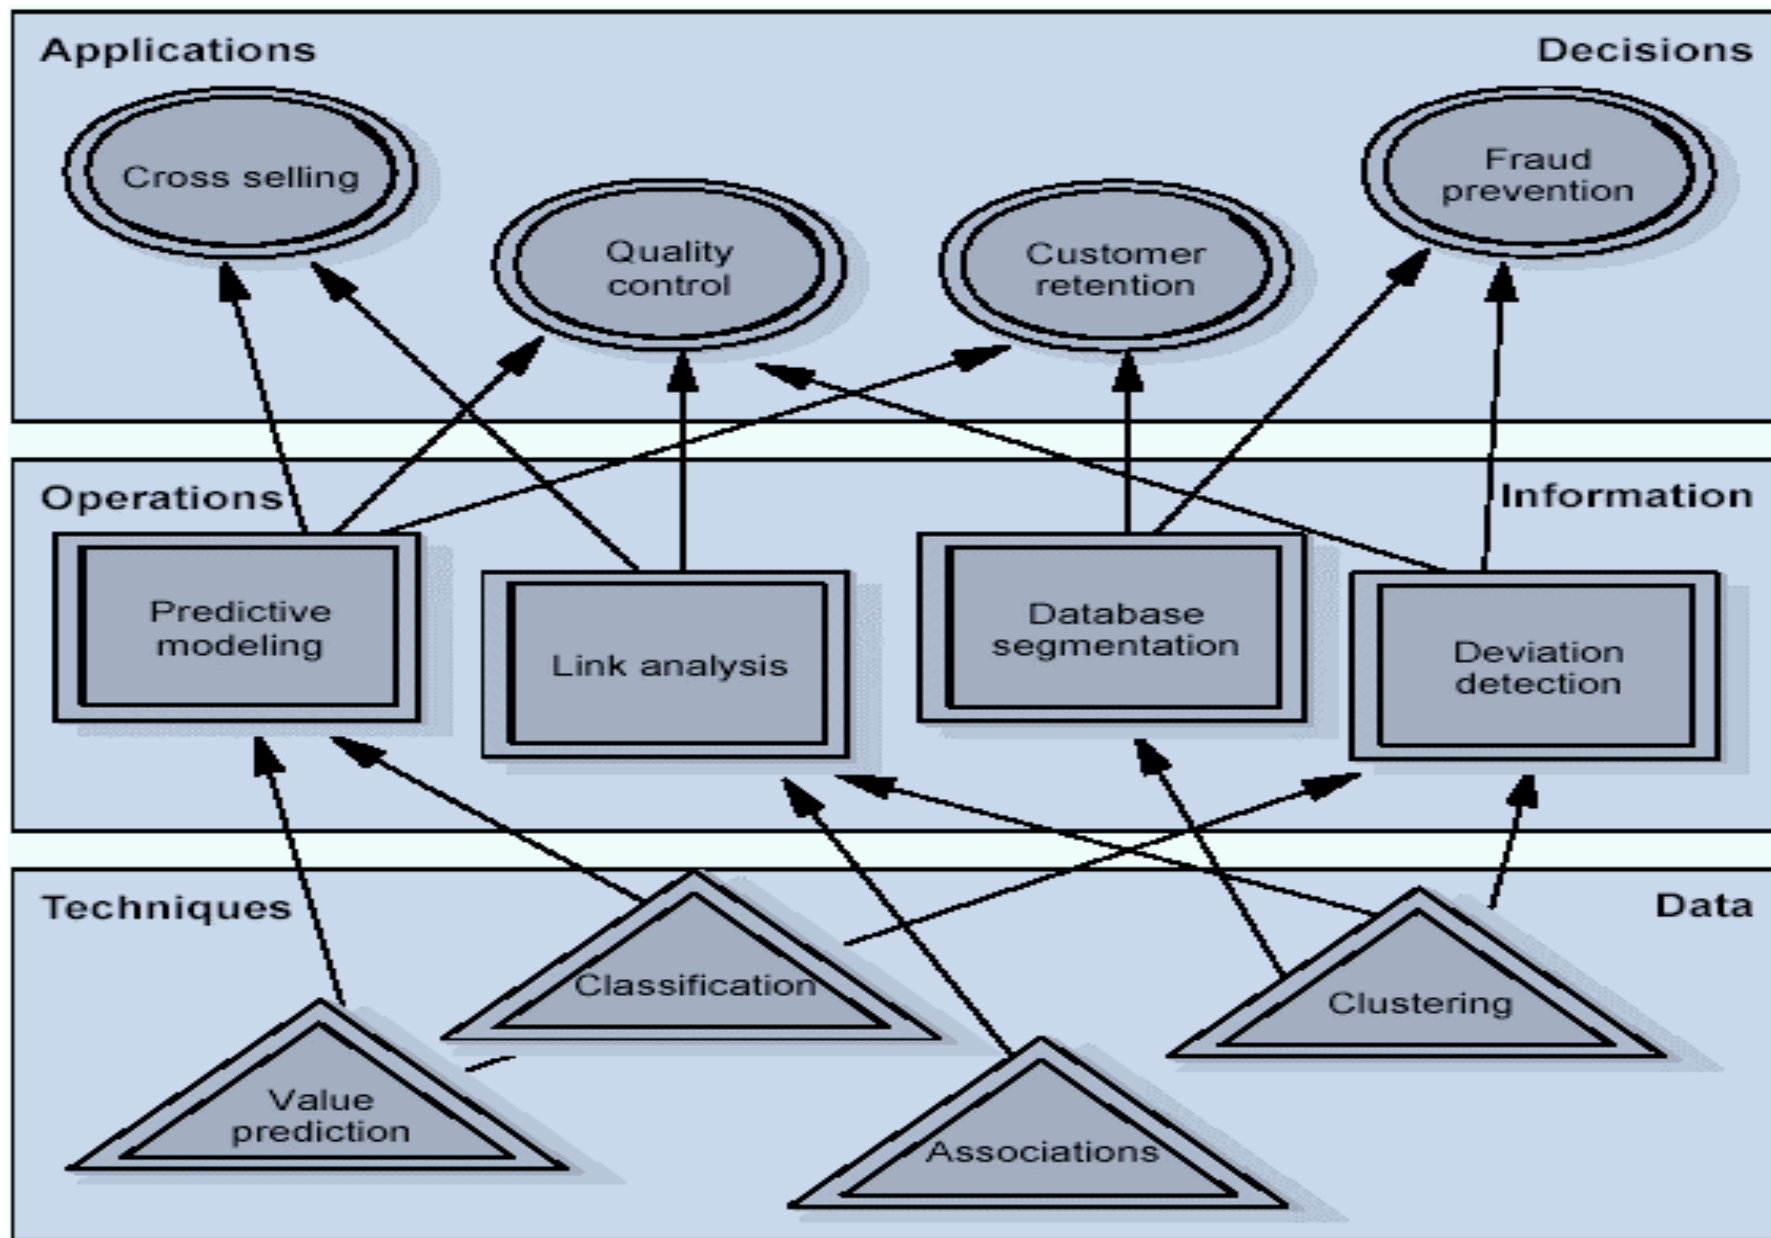 Applications
Decisions
Cross selling
Fraud
prevention
Quality
control
Customer
retention
Operations
Information
Predictive
modeling
Link analysis
Database
segmentation
Deviation
detection
Techniques
Data
Classification
Clustering
Value
prediction
Associations